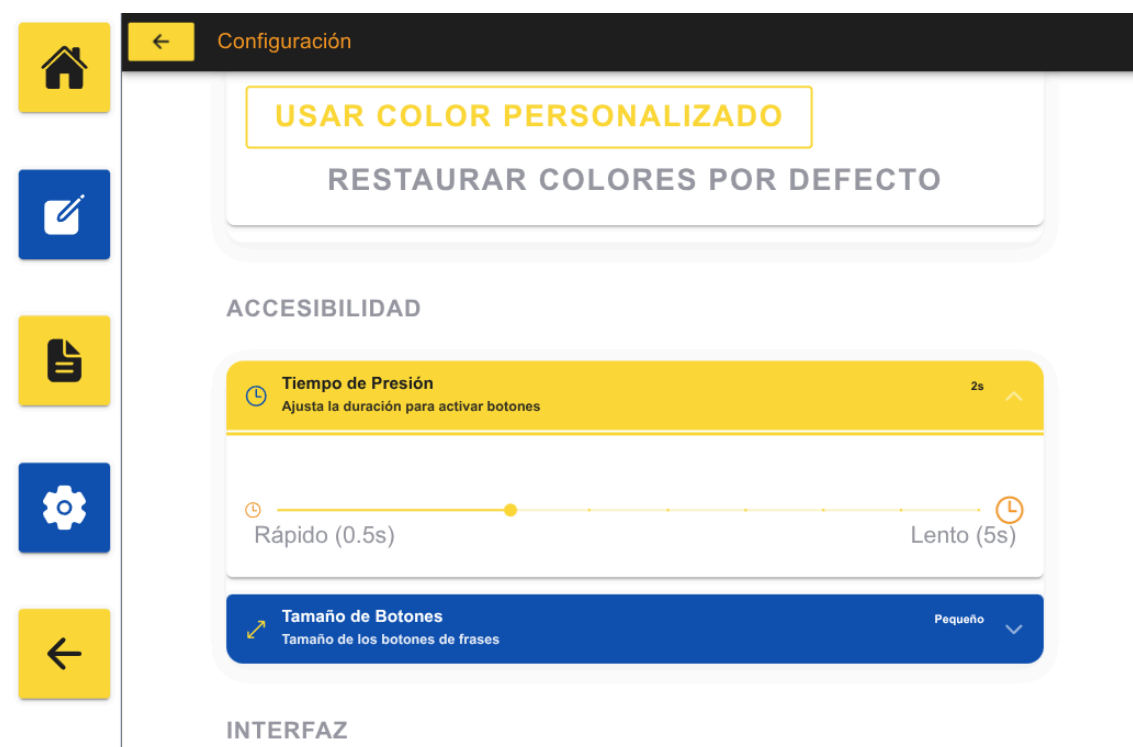 Configuración
USAR COLOR PERSONALIZADO
RESTAURAR COLORES POR DEFECTO
ACCESIBILIDAD
Tiempo de Presión
2s
Ajusta la duración para activar botones
Rápido (0.5s)
Lento (5s)
Tamaño de Botones
Pequeño
Tamaño de los botones de frases
INTERFAZ